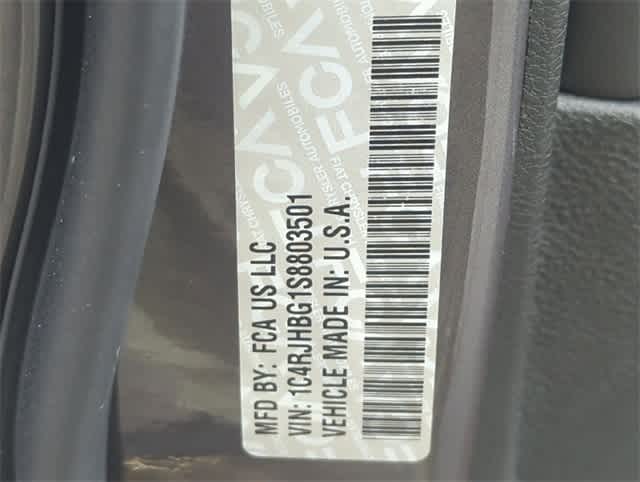 MFD BY: FCA US LLC
VIN: 1C4RJHBG1S8803501
VEHICLE MADE IN: U.S.A.